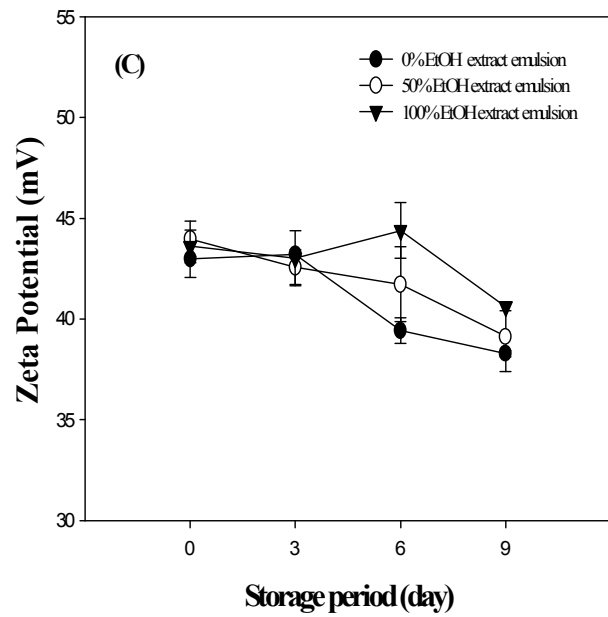 (C)
0% EtOH extract emulsion
50% EtOH extract emulsion
100% EtOH extract emulsion
Zeta Potential (mV)
55
50
45
40
35
30
0 3 6 9
Storage period (day)